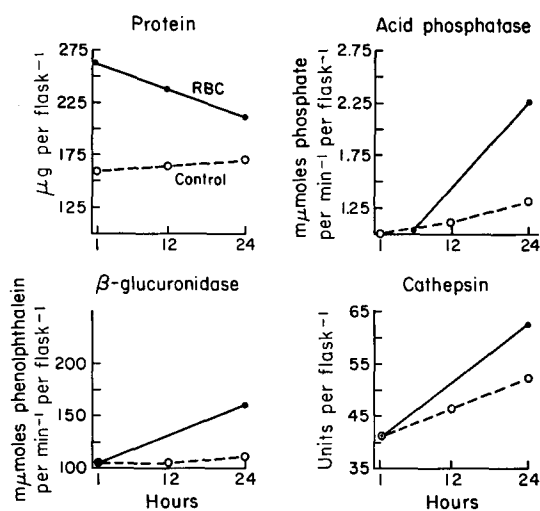 Protein
275
225
175
125
µg per flask⁻¹
RBC
Control
1 12 24
Acid phosphatase
2.75
2.25
1.75
1.25
mµmoles phosphate
per min⁻¹ per flask⁻¹
1 12 24
β-glucuronidase
200
150
100
mµmoles phenolphthalein
per min⁻¹ per flask⁻¹
1 12 24
Hours
Cathepsin
65
55
45
35
Units per flask⁻¹
1 12 24
Hours